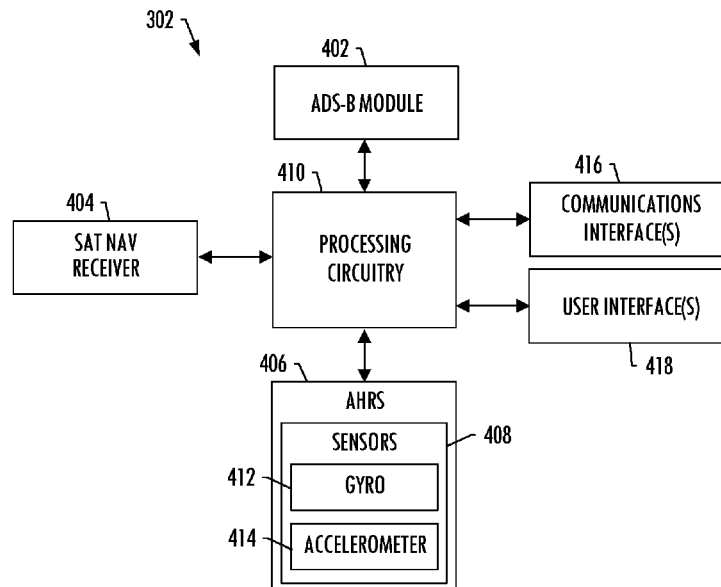 302
402
ADS-B MODULE
410
416
404
COMMUNICATIONS
INTERFACE(S)
SAT NAV
RECEIVER
PROCESSING
CIRCUITRY
USER INTERFACE(S)
418
406
AHRS
SENSORS
408
412
GYRO
414
ACCELEROMETER